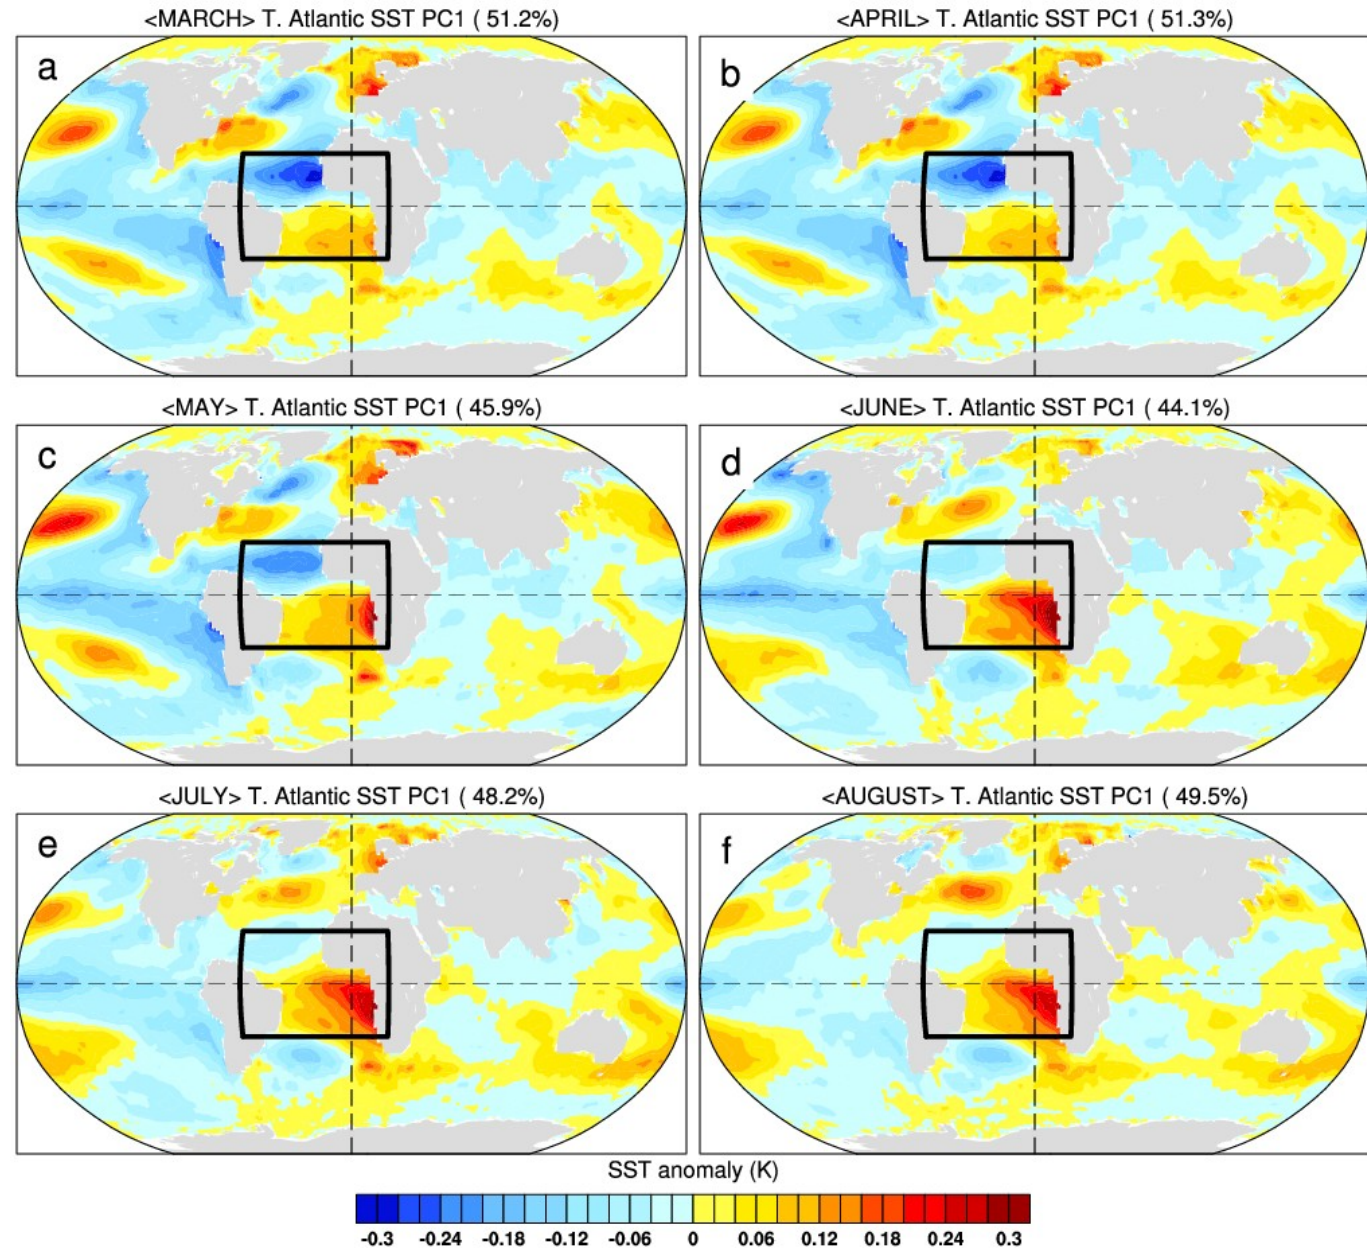 <MARCH> T. Atlantic SST PC1 ( 51.2%)
<APRIL> T. Atlantic SST PC1 ( 51.3%)
a
b
<MAY> T. Atlantic SST PC1 ( 45.9%)
<JUNE> T. Atlantic SST PC1 ( 44.1%)
c
d
<JULY> T. Atlantic SST PC1 ( 48.2%)
<AUGUST> T. Atlantic SST PC1 ( 49.5%)
e
f
SST anomaly (K)
-0.3 -0.24 -0.18 -0.12 -0.06 0 0.06 0.12 0.18 0.24 0.3